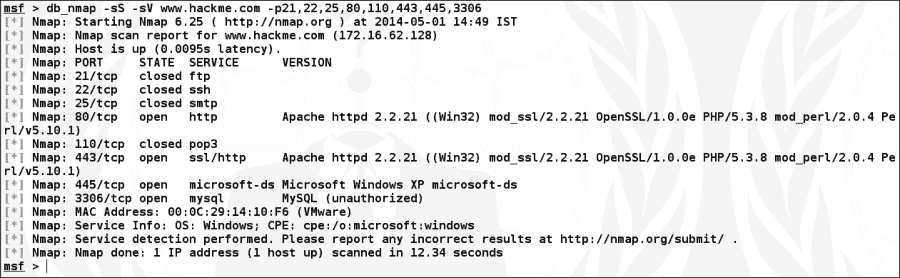 msf > db_nmap -sS -sV www.hackme.com -p21,22,25,80,110,443,445,3306
[*] Nmap: Starting Nmap 6.25 ( http://nmap.org ) at 2014-05-01 14:49 IST
[*] Nmap: Nmap scan report for www.hackme.com (172.16.62.128)
[*] Nmap: Host is up (0.0095s latency).
[*] Nmap: PORT     STATE  SERVICE      VERSION
[*] Nmap: 21/tcp   closed ftp
[*] Nmap: 22/tcp   closed ssh
[*] Nmap: 25/tcp   closed smtp
[*] Nmap: 80/tcp   open   http         Apache httpd 2.2.21 ((Win32) mod_ssl/2.2.21 OpenSSL/1.0.0e PHP/5.3.8 mod_perl/2.0.4 Pe
rl/v5.10.1)
[*] Nmap: 110/tcp  closed pop3
[*] Nmap: 443/tcp  open   ssl/http     Apache httpd 2.2.21 ((Win32) mod_ssl/2.2.21 OpenSSL/1.0.0e PHP/5.3.8 mod_perl/2.0.4 Pe
rl/v5.10.1)
[*] Nmap: 445/tcp  open   microsoft-ds Microsoft Windows XP microsoft-ds
[*] Nmap: 3306/tcp open   mysql        MySQL (unauthorized)
[*] Nmap: MAC Address: 00:0C:29:14:10:F6 (VMware)
[*] Nmap: Service Info: OS: Windows; CPE: cpe:/o:microsoft:windows
[*] Nmap: Service detection performed. Please report any incorrect results at http://nmap.org/submit/ .
[*] Nmap: Nmap done: 1 IP address (1 host up) scanned in 12.34 seconds
msf >